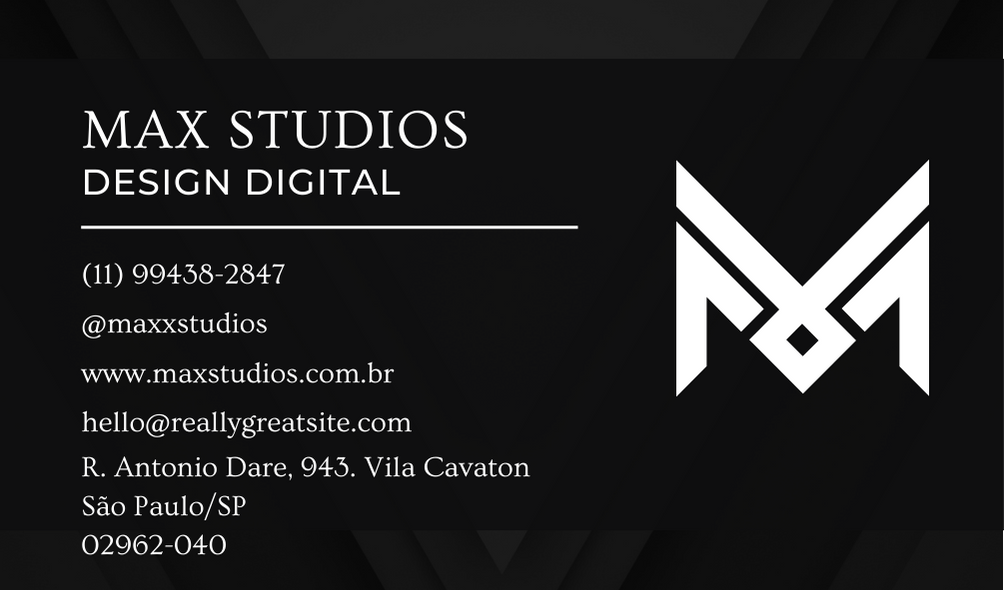 MAX STUDIOS
DESIGN DIGITAL
(11) 99438-2847
@maxxstudios
www.maxstudios.com.br
hello@reallygreatsite.com
R. Antonio Dare, 943. Vila Cavaton
São Paulo/SP
02962-040